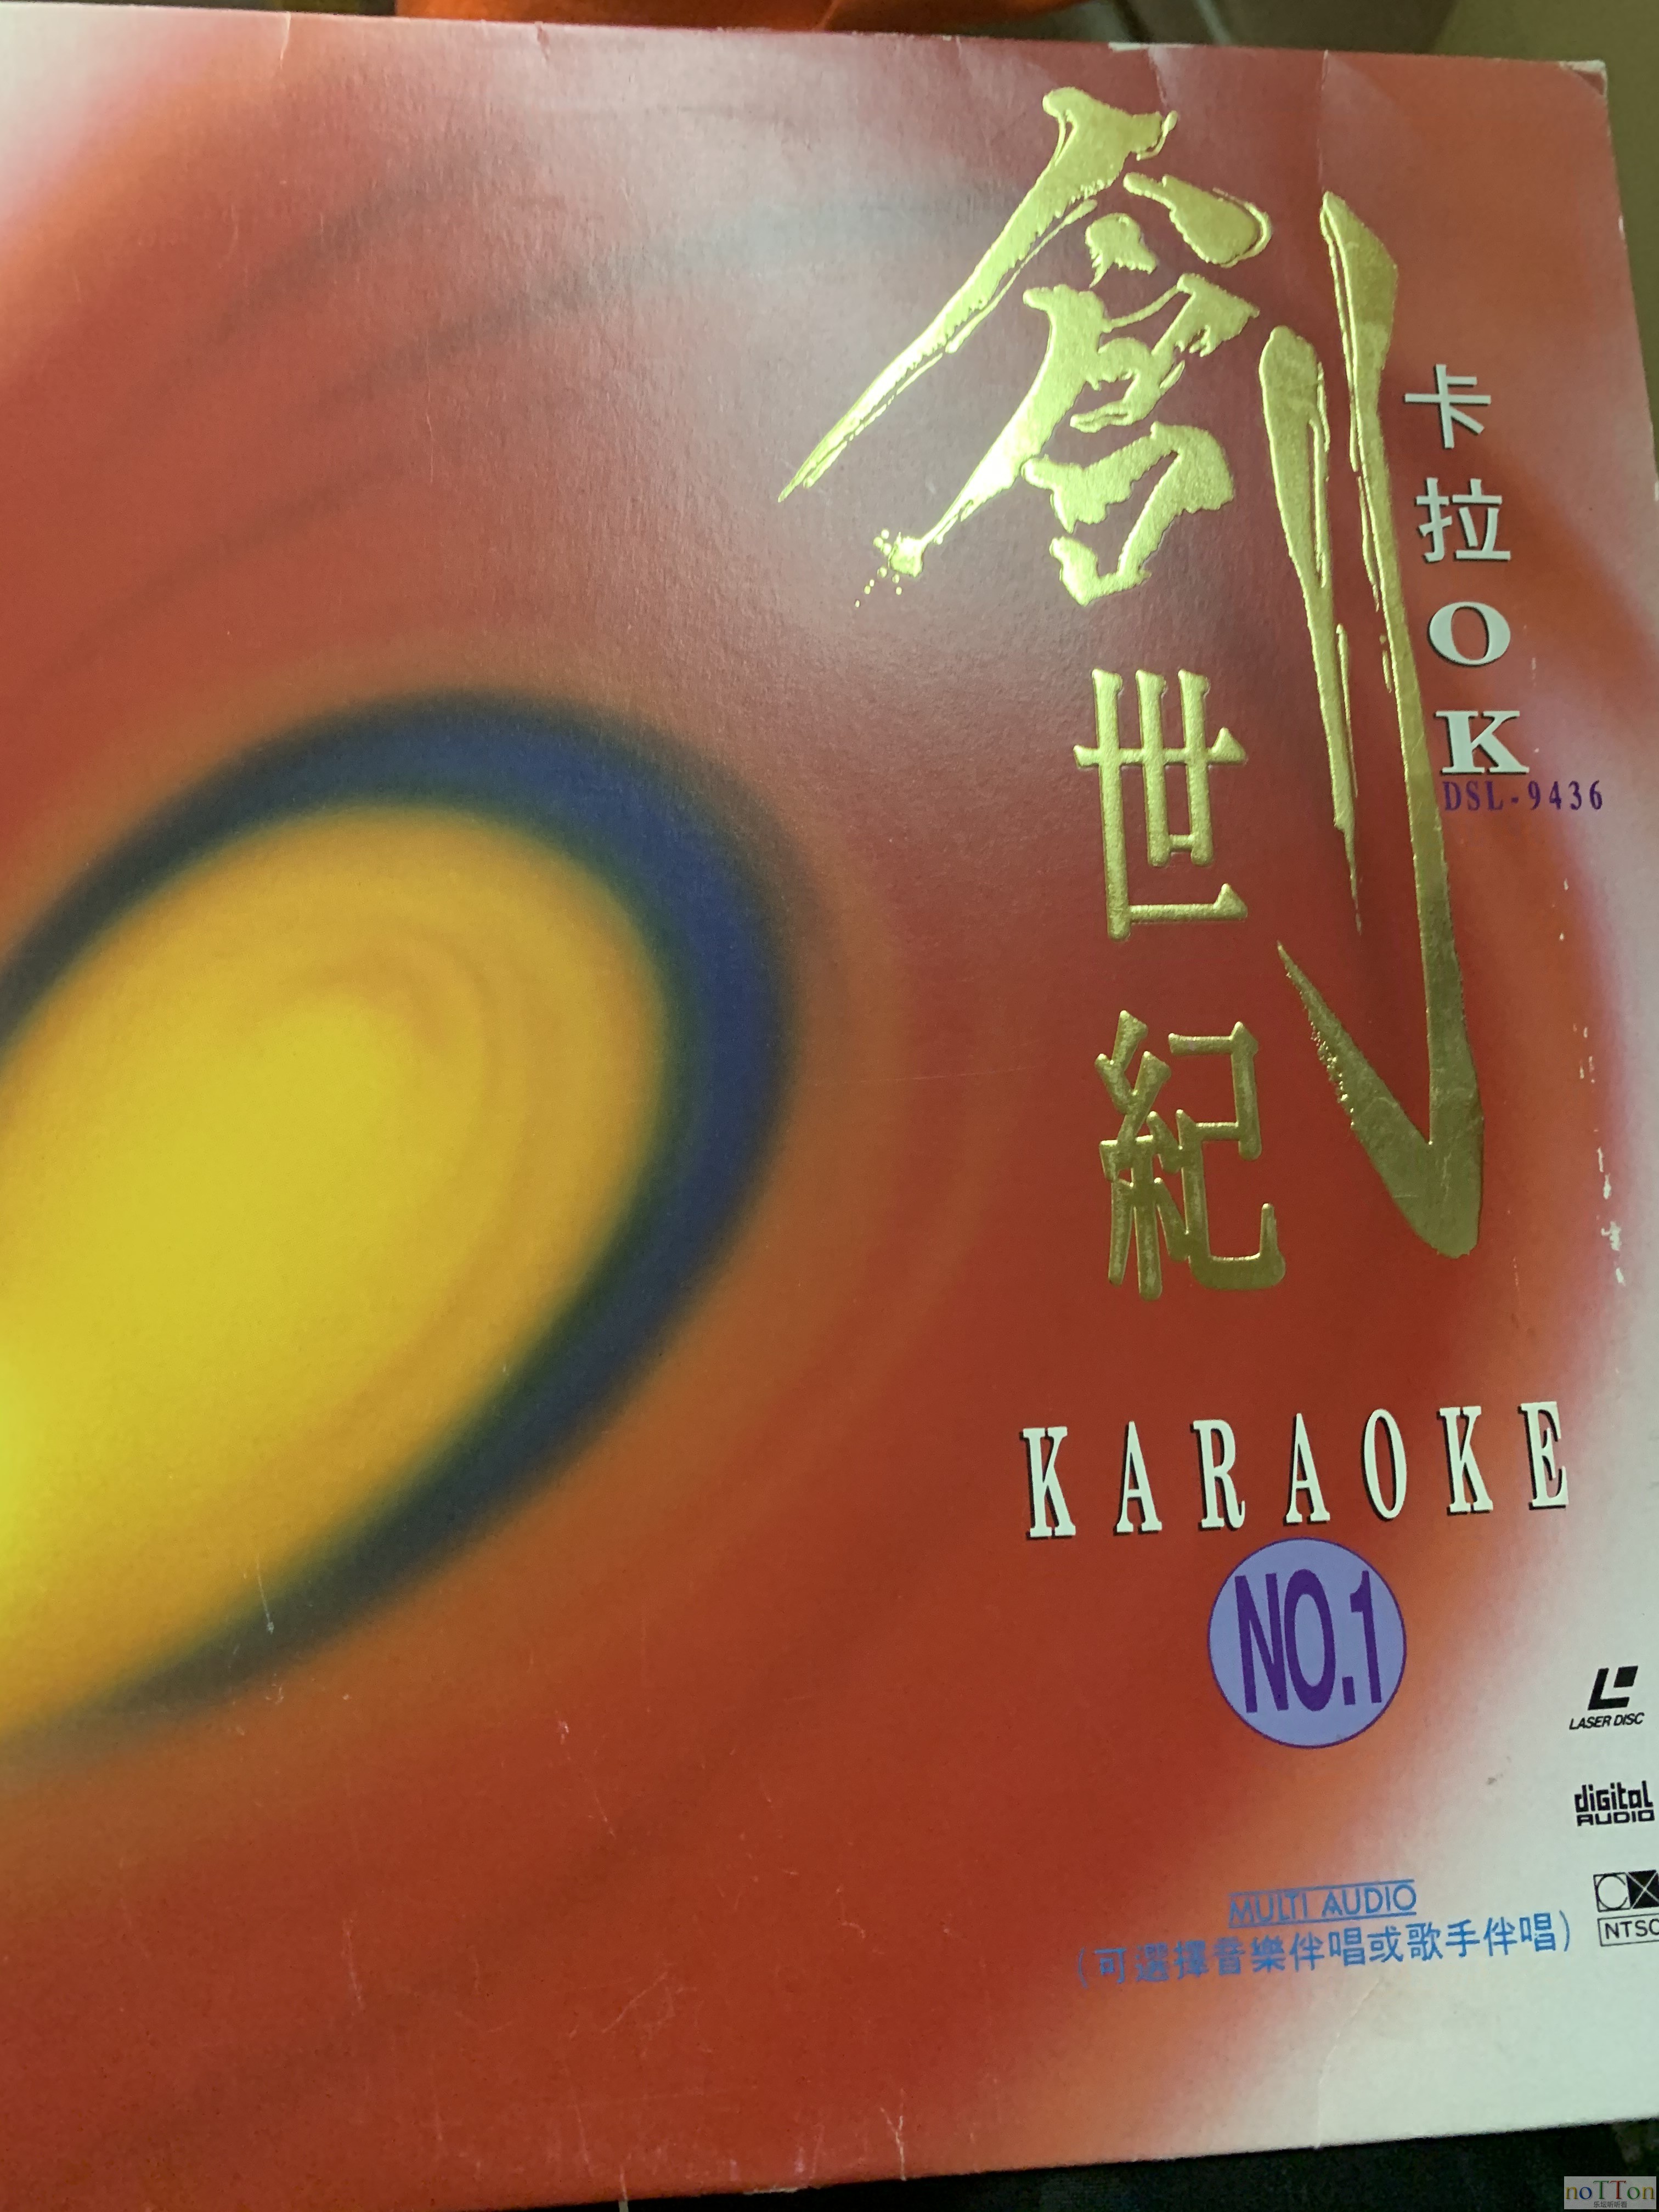 創世紀
卡拉OK
DSL-9436
KARAOKE
NO.1
LASER DISC
digital
AUDIO
CX
NTSC
MULTI AUDIO
(可選擇音樂伴唱或歌手伴唱)
noTTon